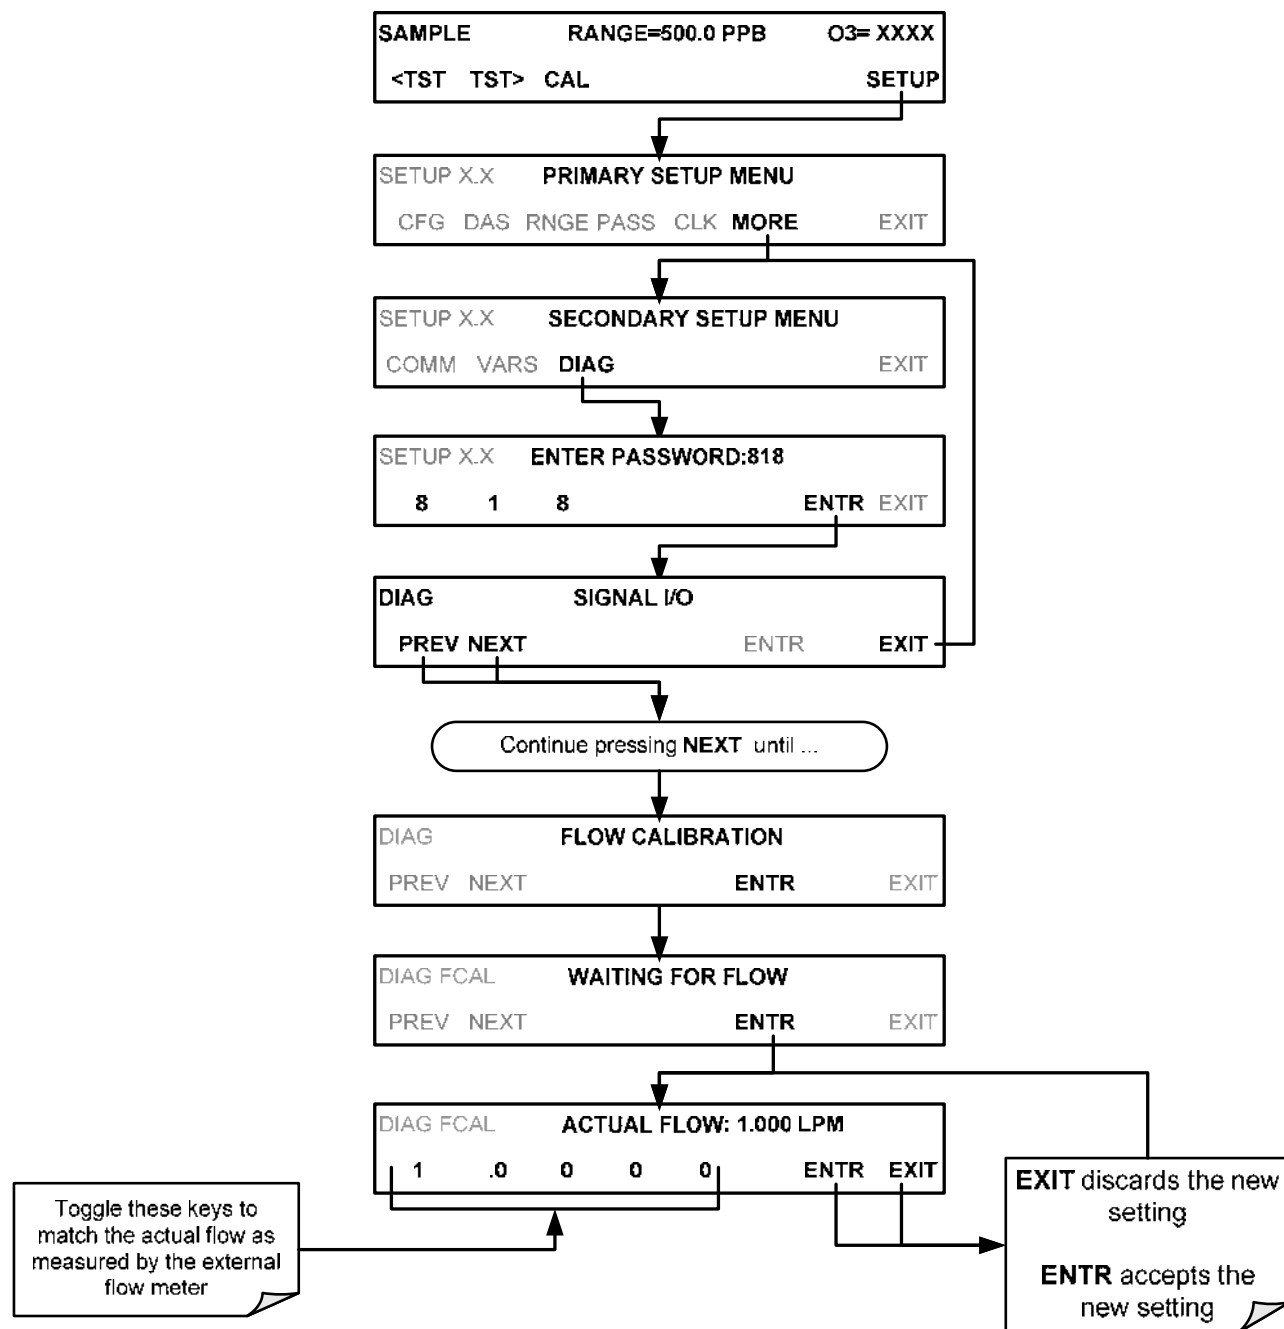 SAMPLE RANGE=500.0 PPB O3= XXXX
<TST TST> CAL SETUP
SETUP X.X PRIMARY SETUP MENU
CFG DAS RNGE PASS CLK MORE EXIT
SETUP X.X SECONDARY SETUP MENU
COMM VARS DIAG EXIT
SETUP X.X ENTER PASSWORD:818
8 1 8 ENTR EXIT
DIAG SIGNAL I/O
PREV NEXT ENTR EXIT
Continue pressing NEXT until ...
DIAG FLOW CALIBRATION
PREV NEXT ENTR EXIT
DIAG FCAL WAITING FOR FLOW
PREV NEXT ENTR EXIT
DIAG FCAL ACTUAL FLOW: 1.000 LPM
1 .0 0 0 0 ENTR EXIT
Toggle these keys to
match the actual flow as
measured by the external
flow meter
EXIT discards the new
setting
ENTR accepts the
new setting